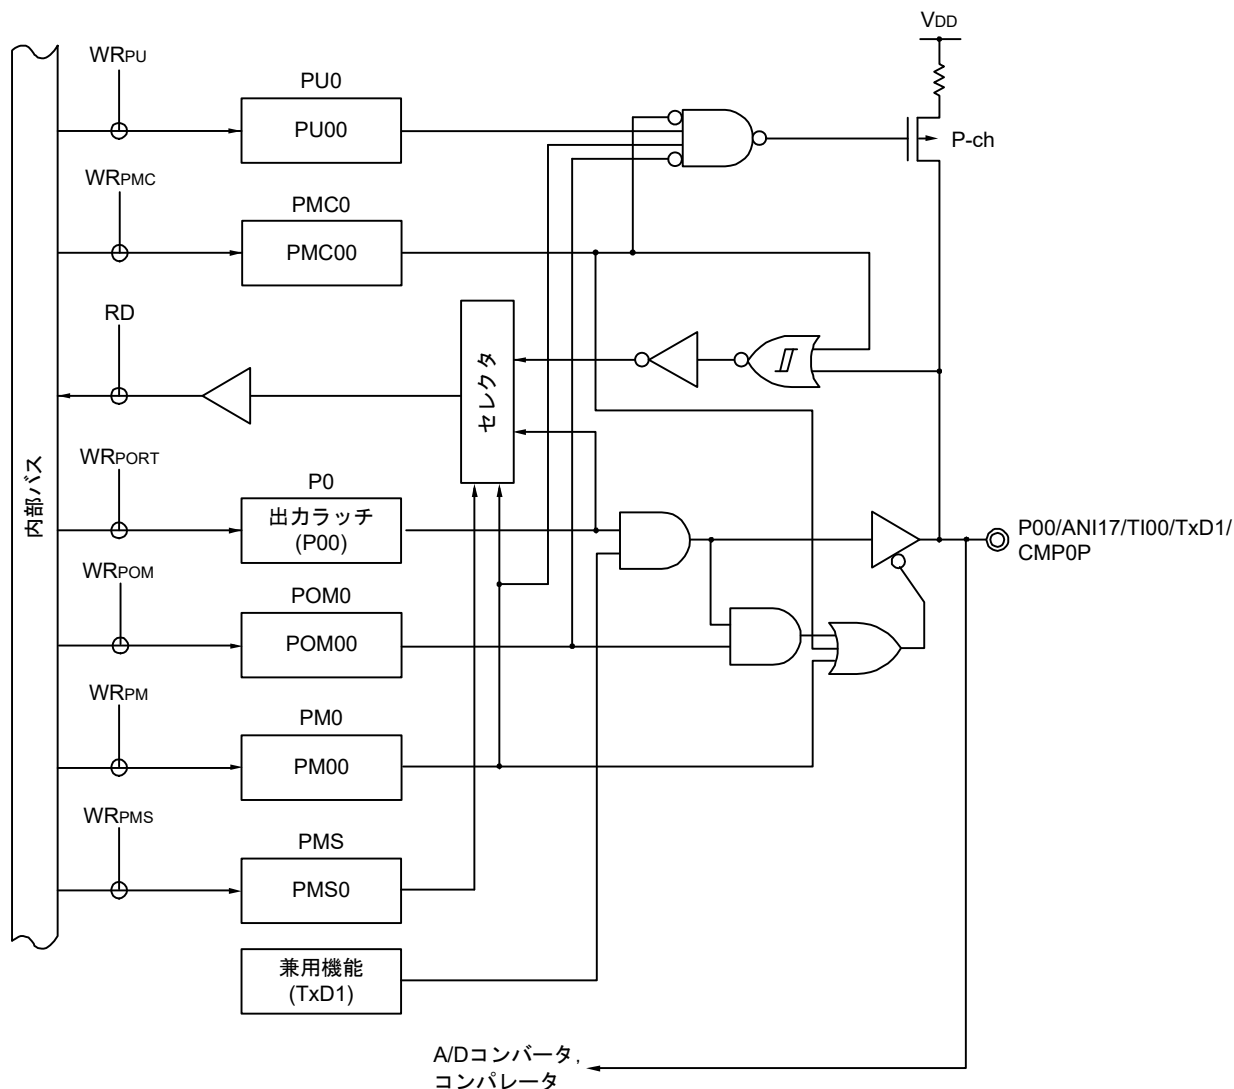 VDD
WRPU
PU0
PU00
P-ch
WRPMC
PMC0
PMC00
RD
セレクタ
WRPORT
P0
出力ラッチ
(P00)
内部バス
P00/ANI17/TI00/TxD1/
CMP0P
WRPOM
POM0
POM00
WRPM
PM0
PM00
WRPMS
PMS
PMS0
兼用機能
(TxD1)
A/Dコンバータ,
コンパレータ